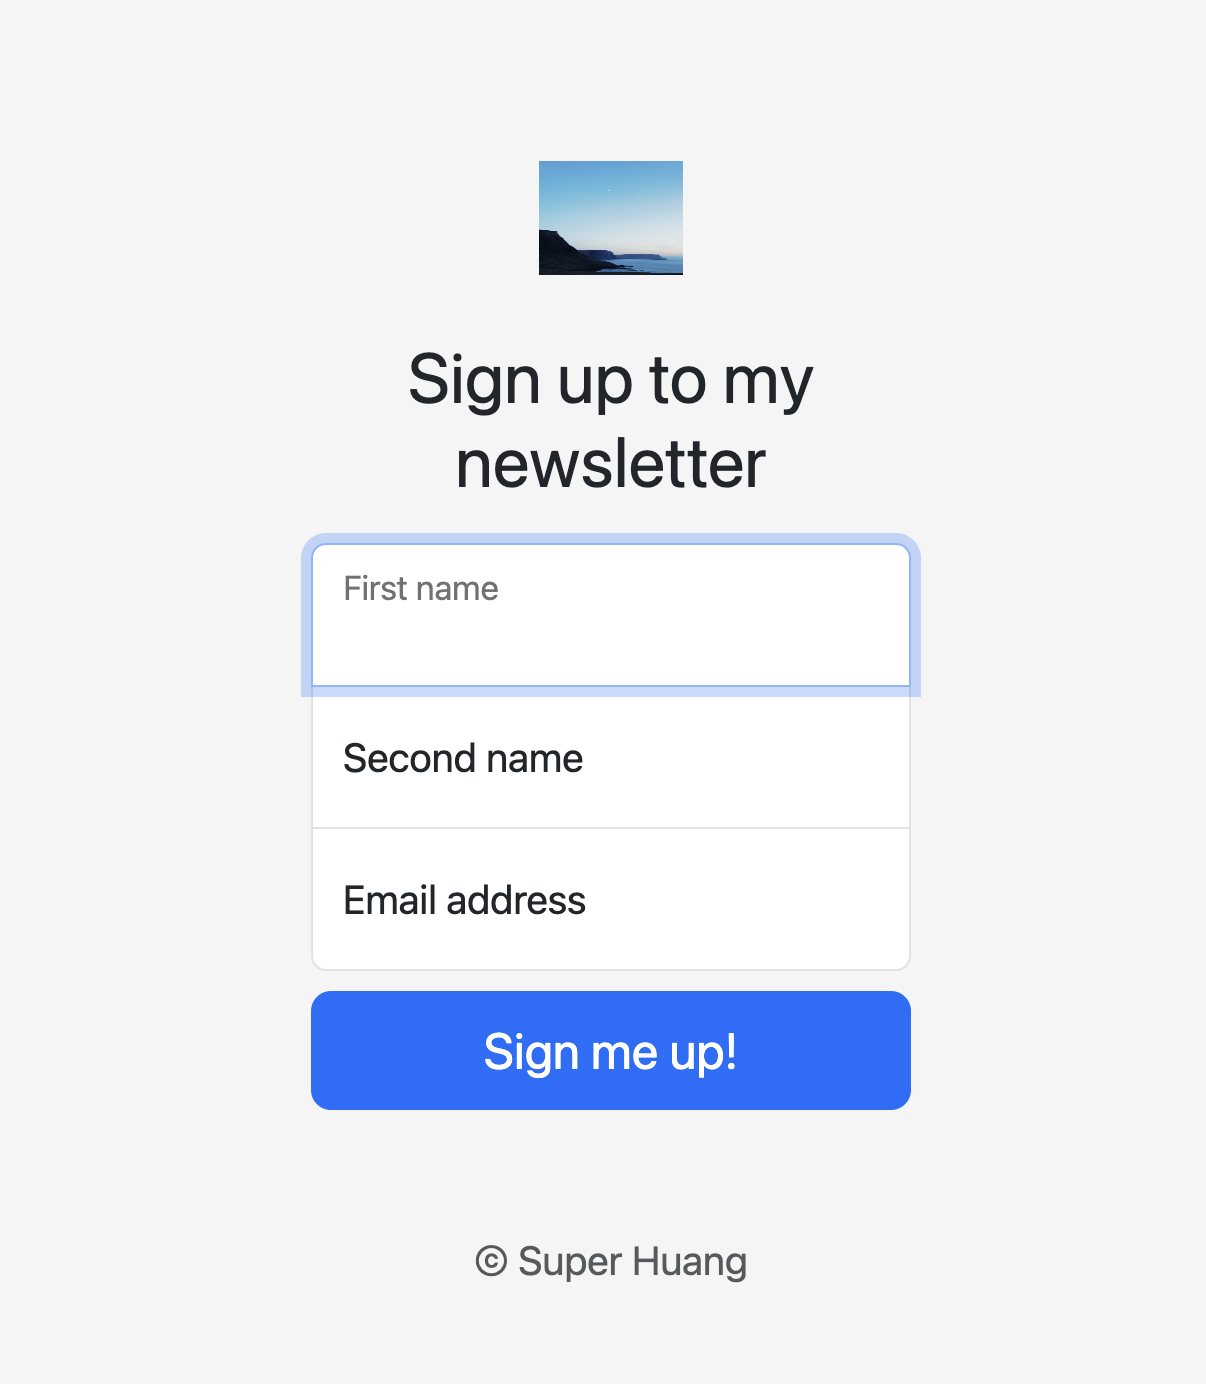 Sign up to my
newsletter
First name
Second name
Email address
Sign me up!
© Super Huang